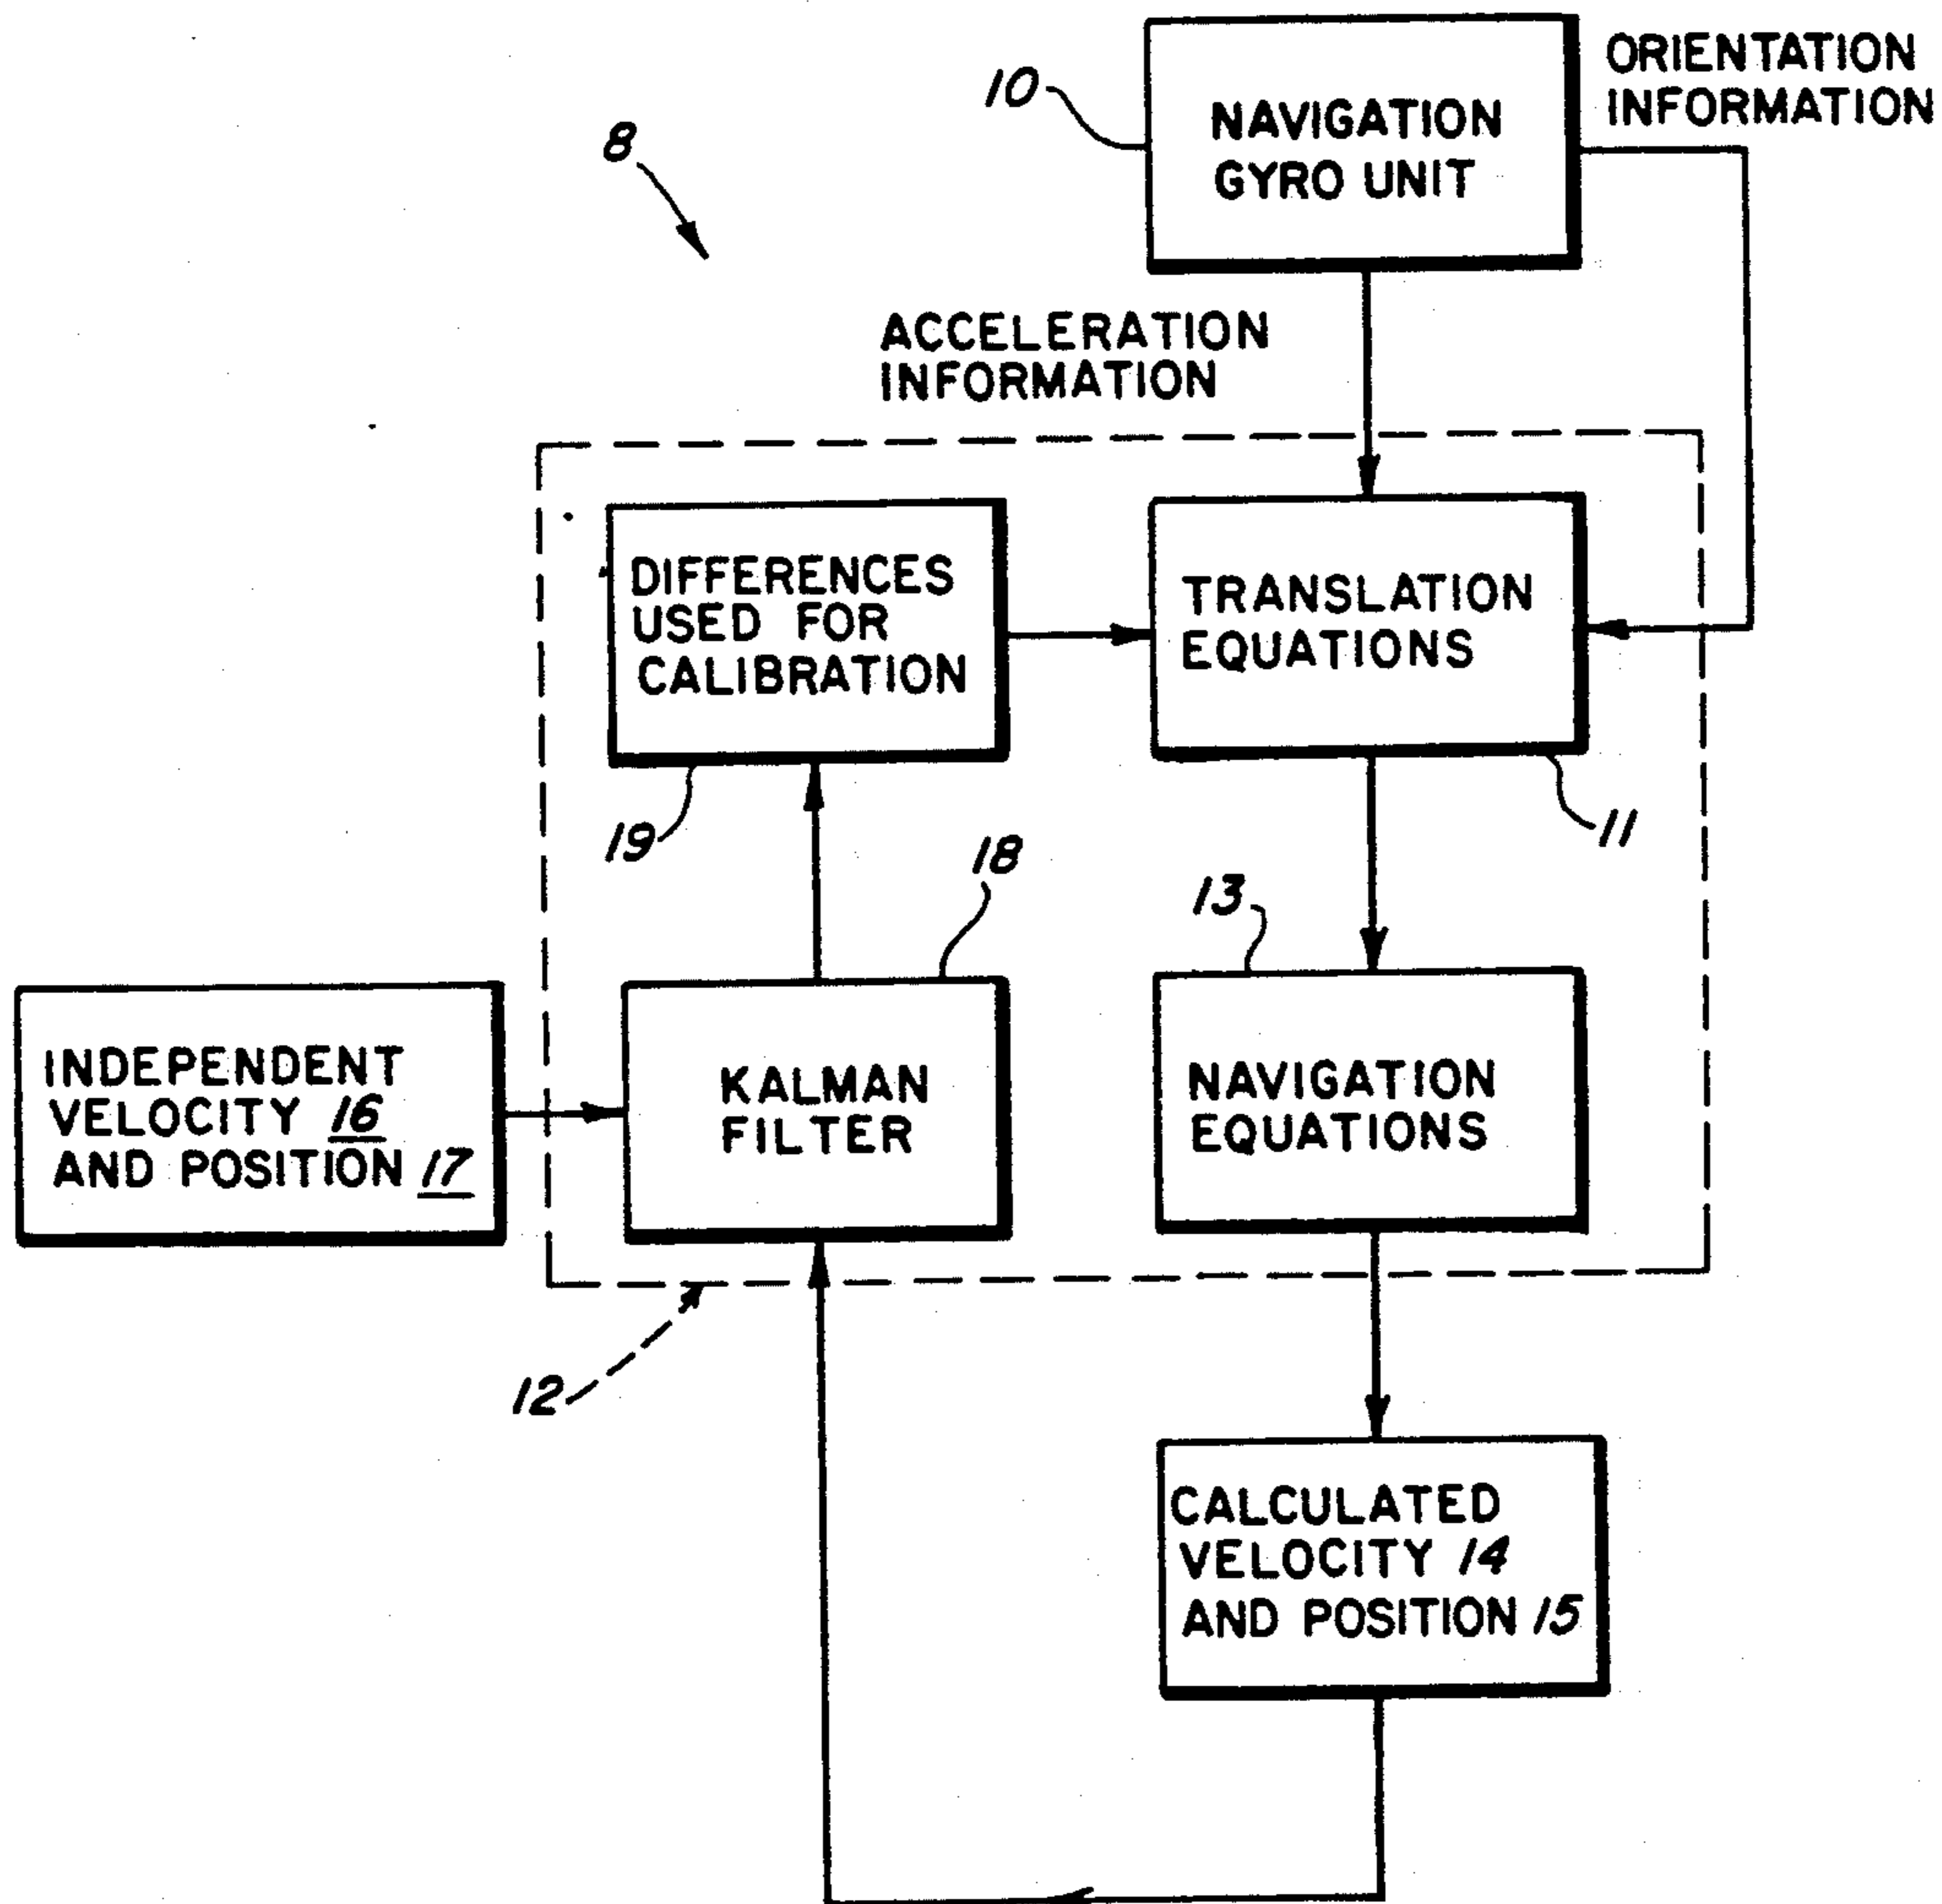 ORIENTATION
INFORMATION
10
NAVIGATION
GYRO UNIT
8
ACCELERATION
INFORMATION
DIFFERENCES
USED FOR
CALIBRATION
TRANSLATION
EQUATIONS
19
18
11
13
INDEPENDENT
VELOCITY 16
AND POSITION 17
KALMAN
FILTER
NAVIGATION
EQUATIONS
12
CALCULATED
VELOCITY 14
AND POSITION 15